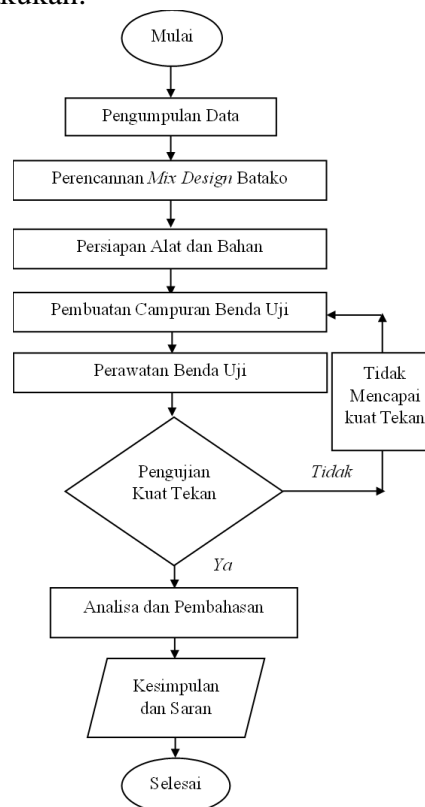 Mulai
Pengumpulan Data
Perencannan Mix Design Batako
Persiapan Alat dan Bahan
Pembuatan Campuran Benda Uji
Perawatan Benda Uji
Tidak
Mencapai
kuat Tekan
Pengujian
Kuat Tekan
Tidak
Ya
Analisa dan Pembahasan
Kesimpulan
dan Saran
Selesai